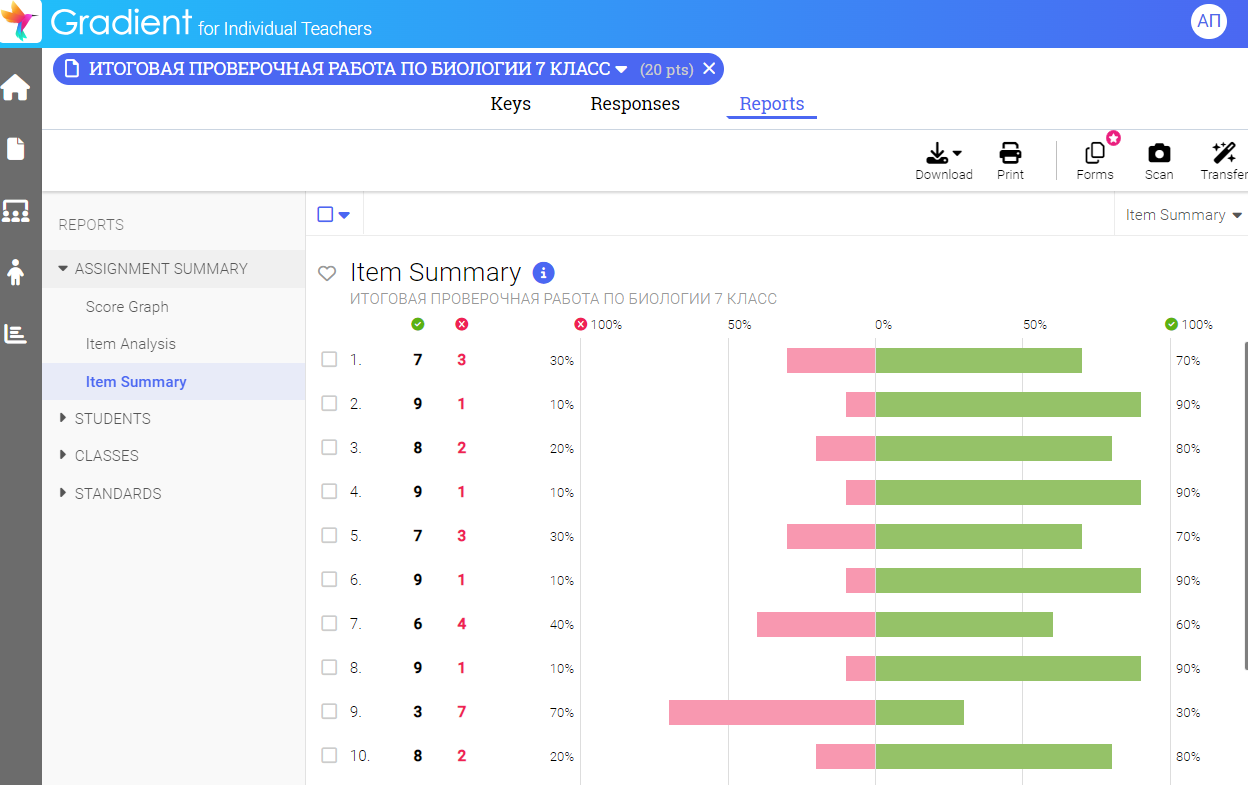 Gradient for Individual Teachers
АП
ИТОГОВАЯ ПРОВЕРОЧНАЯ РАБОТА ПО БИОЛОГИИ 7 КЛАСС (20 pts)
Keys Responses Reports
Download Print Forms Scan Transfer
REPORTS
ASSIGNMENT SUMMARY
Score Graph
Item Analysis
Item Summary
STUDENTS
CLASSES
STANDARDS
Item Summary
Item Summary
ИТОГОВАЯ ПРОВЕРОЧНАЯ РАБОТА ПО БИОЛОГИИ 7 КЛАСС
100% 50% 0% 50% 100%
1. 7 3 30% 70%
2. 9 1 10% 90%
3. 8 2 20% 80%
4. 9 1 10% 90%
5. 7 3 30% 70%
6. 9 1 10% 90%
7. 6 4 40% 60%
8. 9 1 10% 90%
9. 3 7 70% 30%
10. 8 2 20% 80%